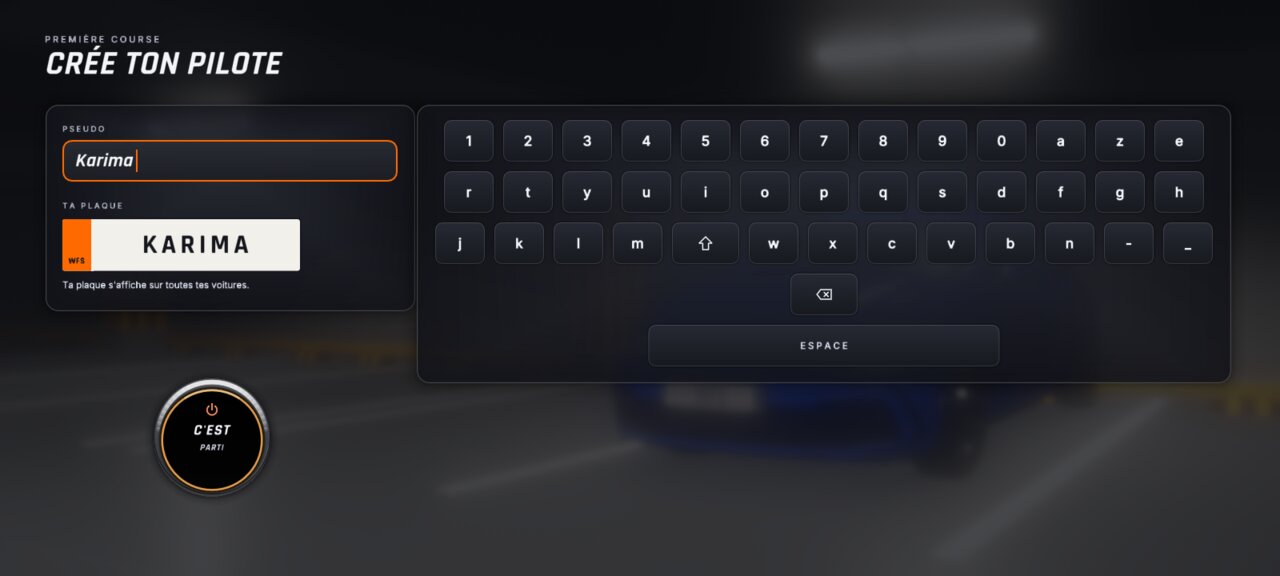 PREMIÈRE COURSE
CRÉE TON PILOTE
PSEUDO
Karima
TA PLAQUE
WFS
KARIMA
Ta plaque s'affiche sur toutes tes voitures.
C'EST
PARTI
1 2 3 4 5 6 7 8 9 0 a z e
r t y u i o p q s d f g h
j k l m w x c v b n - _
ESPACE